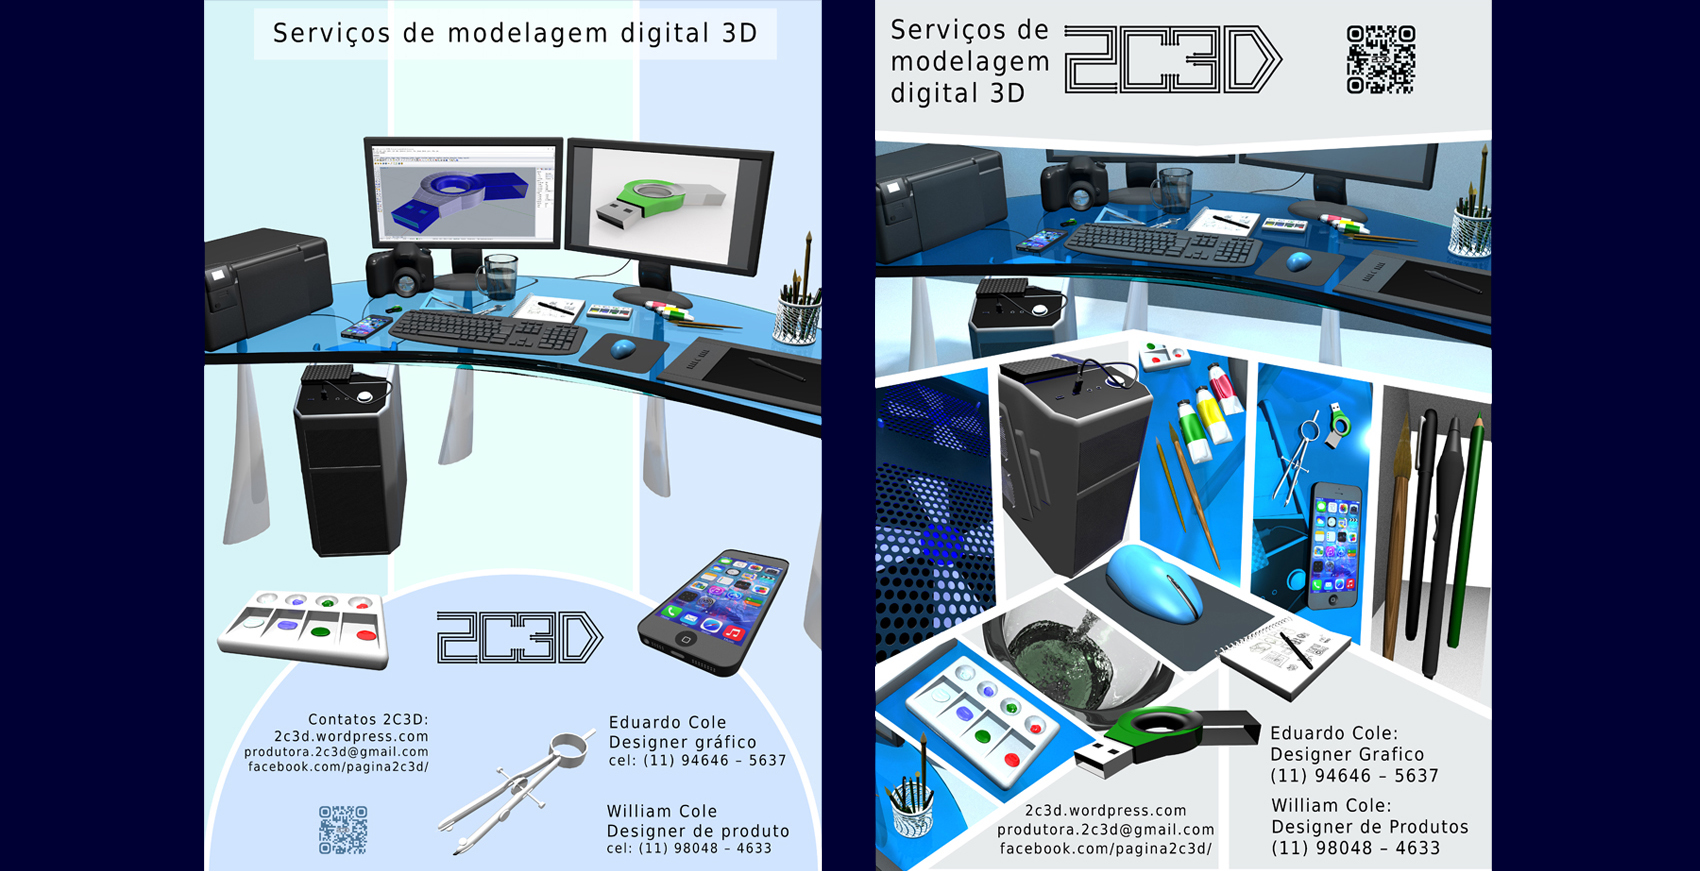 Serviços de modelagem digital 3D
2C3D
Contatos 2C3D:
2c3d.wordpress.com
produtora.2c3d@gmail.com
facebook.com/pagina2c3d/
Eduardo Cole
Designer gráfico
cel: (11) 94646 – 5637
William Cole
Designer de produto
cel: (11) 98048 – 4633
Serviços de
modelagem
digital 3D
2C3D
2c3d.wordpress.com
produtora.2c3d@gmail.com
facebook.com/pagina2c3d/
Eduardo Cole:
Designer Grafico
(11) 94646 – 5637
William Cole:
Designer de Produtos
(11) 98048 – 4633